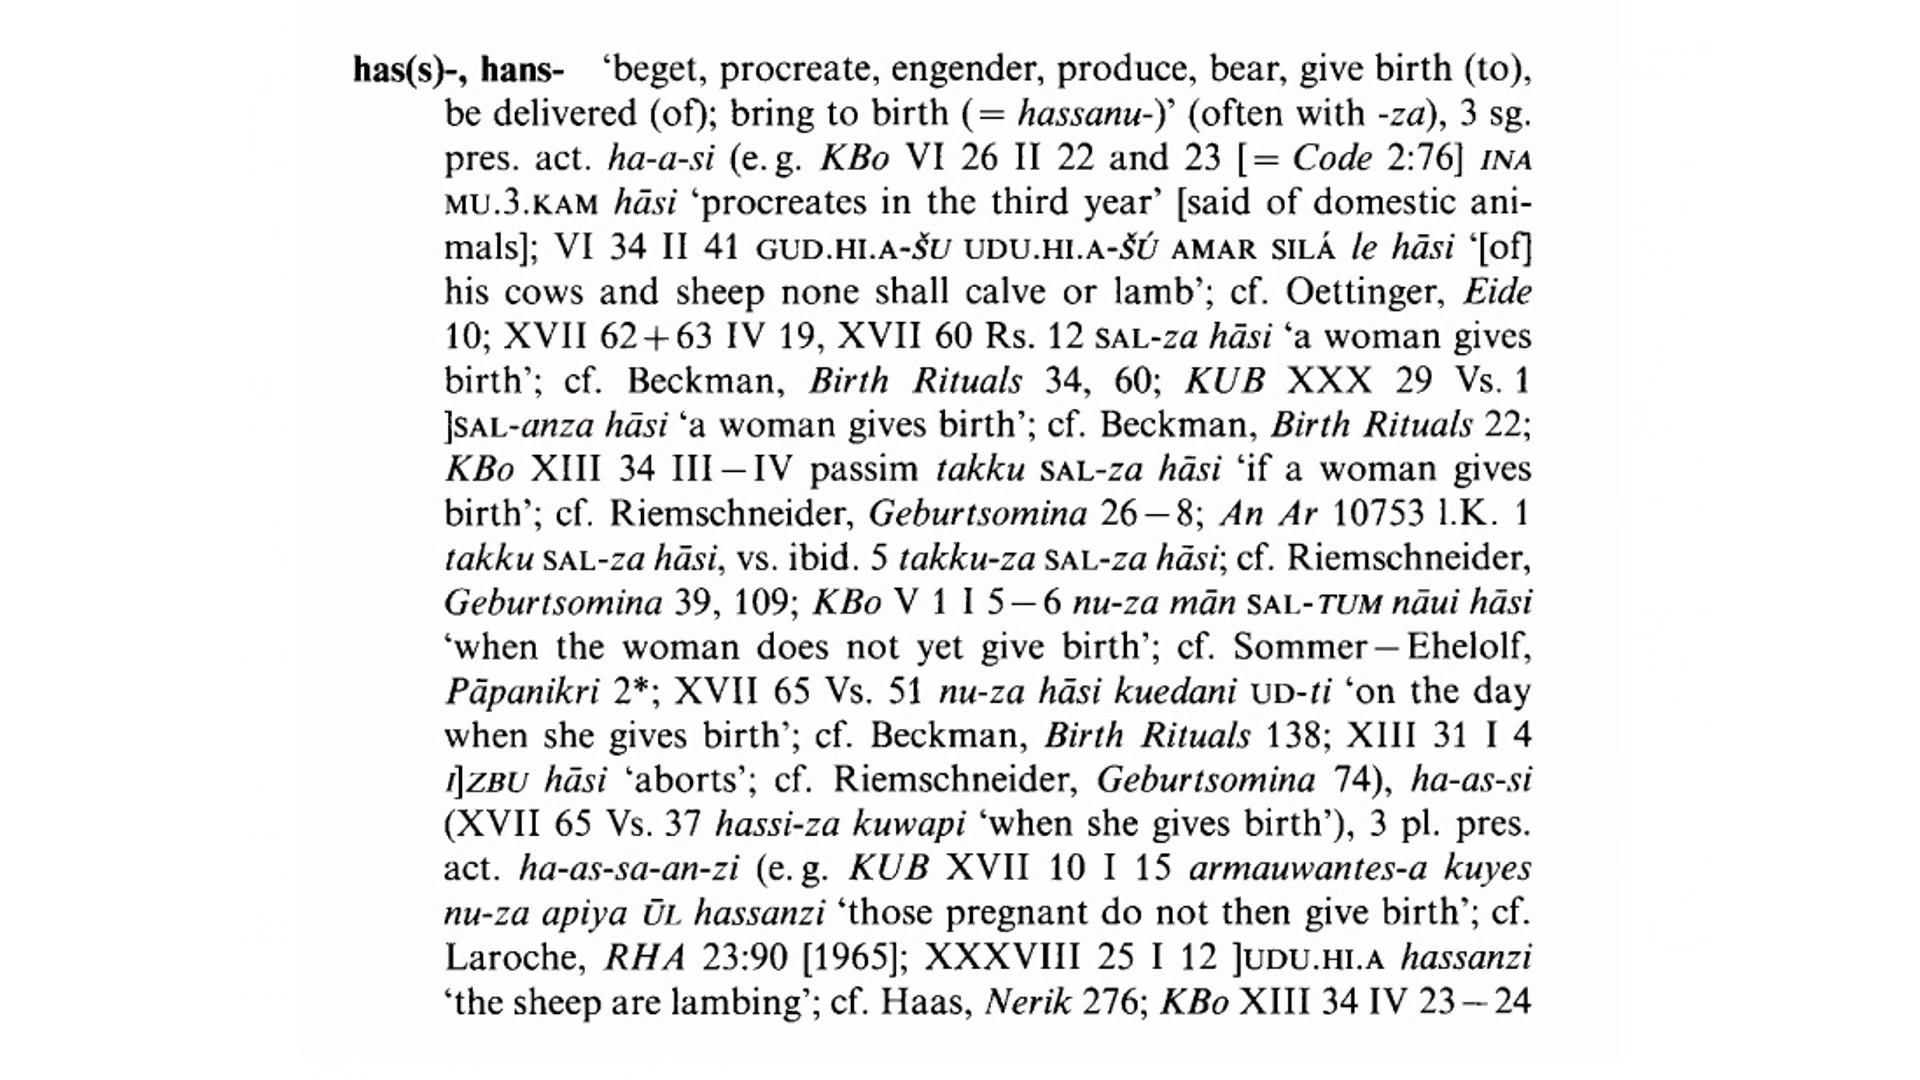 has(s)-, hans- ‘beget, procreate, engender, produce, bear, give birth (to),
be delivered (of); bring to birth (= hassanu-)’ (often with -za), 3 sg.
pres. act. ha-a-si (e. g. KBo VI 26 II 22 and 23 [= Code 2:76] INA
MU.3.KAM hāsi ‘procreates in the third year’ [said of domestic ani-
mals]; VI 34 II 41 GUD.HI.A-ŠU UDU.HI.A-ŠÚ AMAR SILÁ le hāsi ‘[of]
his cows and sheep none shall calve or lamb’; cf. Oettinger, Eide
10; XVII 62+63 IV 19, XVII 60 Rs. 12 SAL-za hāsi ‘a woman gives
birth’; cf. Beckman, Birth Rituals 34, 60; KUB XXX 29 Vs. 1
]SAL-anza hāsi ‘a woman gives birth’; cf. Beckman, Birth Rituals 22;
KBo XIII 34 III–IV passim takku SAL-za hāsi ‘if a woman gives
birth’; cf. Riemschneider, Geburtsomina 26–8; An Ar 10753 l.K. 1
takku SAL-za hāsi, vs. ibid. 5 takku-za SAL-za hāsi; cf. Riemschneider,
Geburtsomina 39, 109; KBo V 1 I 5–6 nu-za mān SAL-TUM nāui hāsi
‘when the woman does not yet give birth’; cf. Sommer–Ehelolf,
Pāpanikri 2*; XVII 65 Vs. 51 nu-za hāsi kuedani UD-ti ‘on the day
when she gives birth’; cf. Beckman, Birth Rituals 138; XIII 31 I 4
I]ZBU hāsi ‘aborts’; cf. Riemschneider, Geburtsomina 74), ha-as-si
(XVII 65 Vs. 37 hassi-za kuwapi ‘when she gives birth’), 3 pl. pres.
act. ha-as-sa-an-zi (e. g. KUB XVII 10 I 15 armauwantes-a kuyes
nu-za apiya ŪL hassanzi ‘those pregnant do not then give birth’; cf.
Laroche, RHA 23:90 [1965]; XXXVIII 25 I 12 ]UDU.HI.A hassanzi
‘the sheep are lambing’; cf. Haas, Nerik 276; KBo XIII 34 IV 23–24